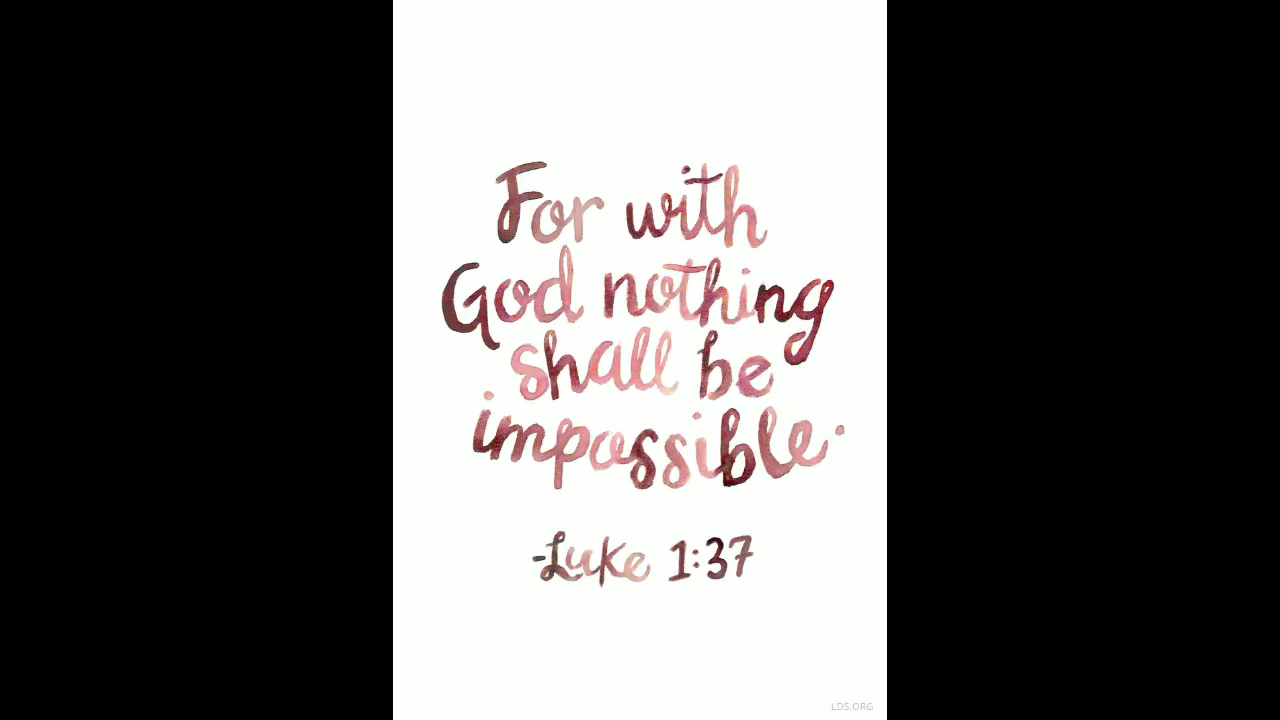 For with
God nothing
shall be
impossible.
-Luke 1:37
LDS.ORG